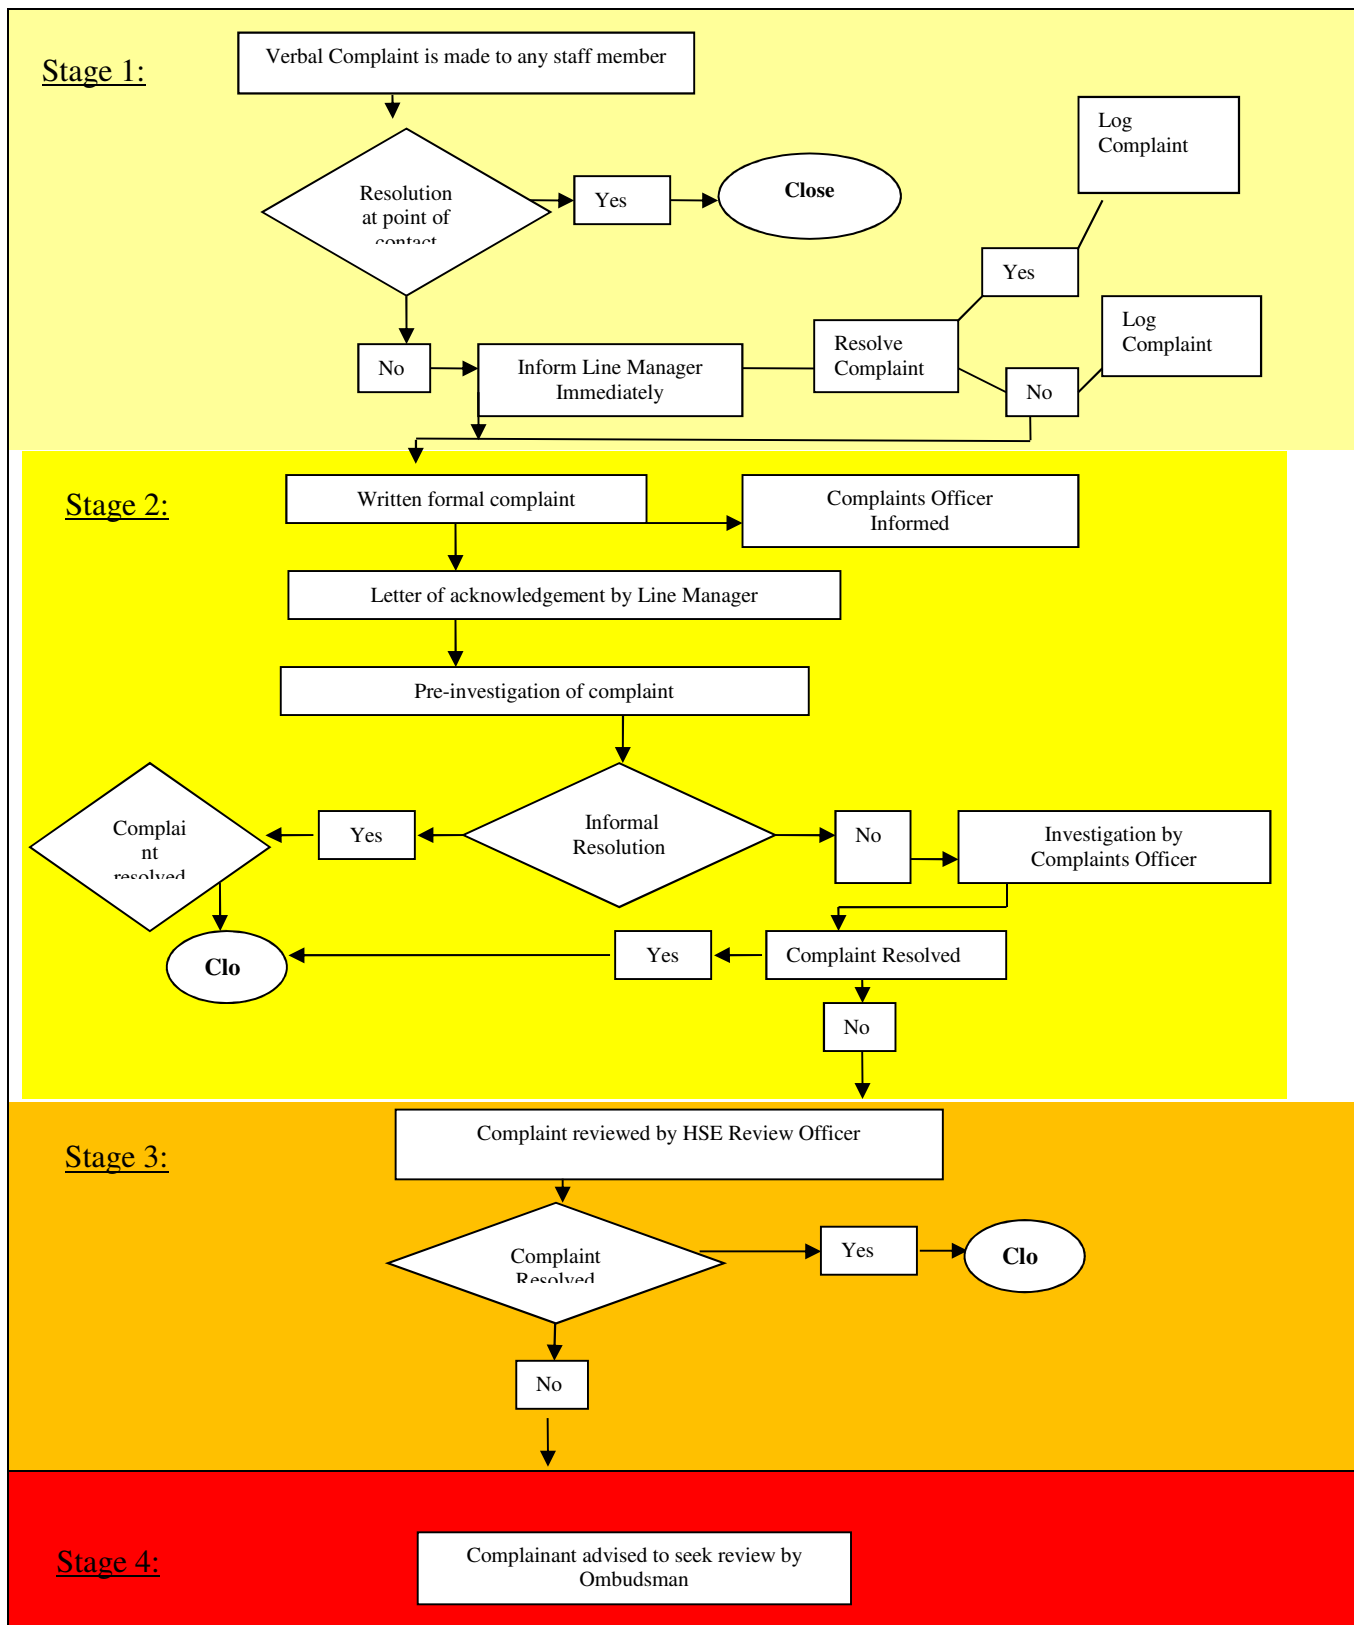 Stage 1:
Verbal Complaint is made to any staff member
Resolution
at point of
contact
Yes
Close
Log
Complaint
Yes
Log
Complaint
Resolve
Complaint
No
No
Inform Line Manager
Immediately
Stage 2:
Written formal complaint
Complaints Officer
Informed
Letter of acknowledgement by Line Manager
Pre-investigation of complaint
Complai
nt
resolved
Yes
Informal
Resolution
No
Investigation by
Complaints Officer
Clo
Yes
Complaint Resolved
No
Stage 3:
Complaint reviewed by HSE Review Officer
Complaint
Resolved
Yes
Clo
No
Stage 4:
Complainant advised to seek review by
Ombudsman